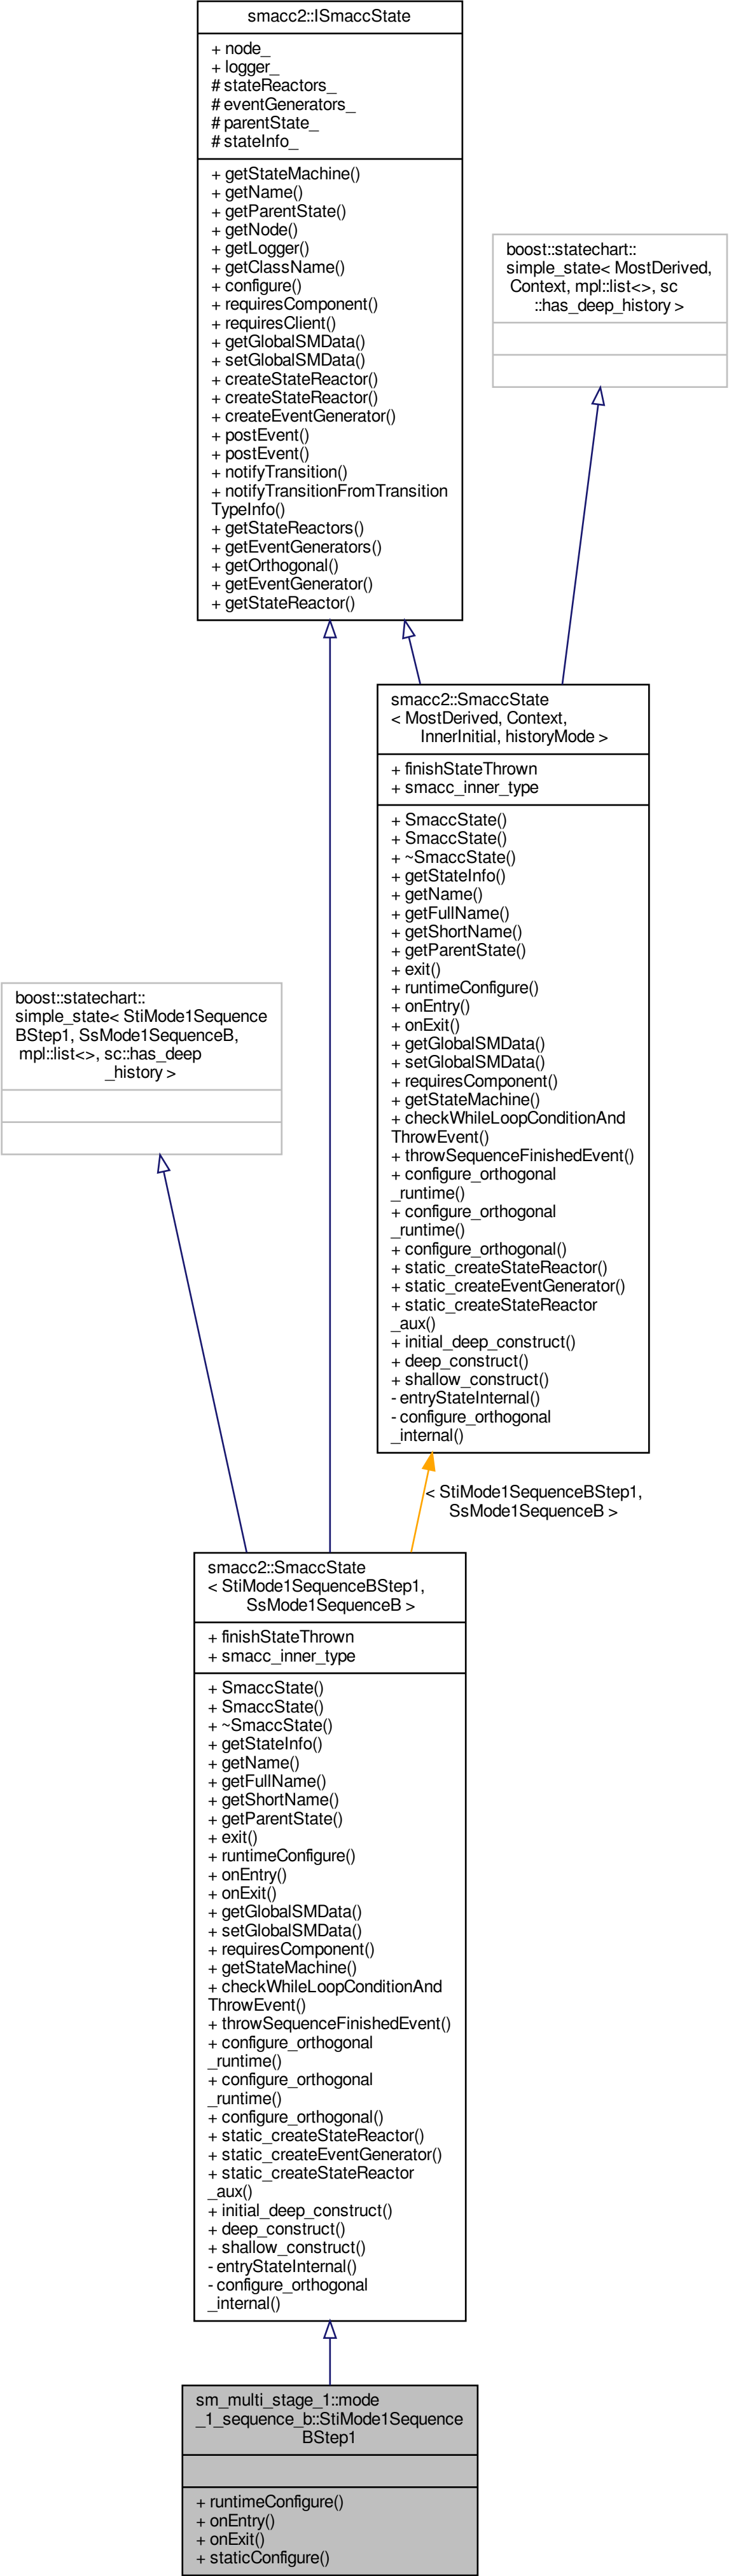 smacc2::ISmaccState
+ node_
+ logger_
# stateReactors_
# eventGenerators_
# parentState_
# stateInfo_
+ getStateMachine()
+ getName()
+ getParentState()
+ getNode()
+ getLogger()
+ getClassName()
+ configure()
+ requiresComponent()
+ requiresClient()
+ getGlobalSMData()
+ setGlobalSMData()
+ createStateReactor()
+ createStateReactor()
+ createEventGenerator()
+ postEvent()
+ postEvent()
+ notifyTransition()
+ notifyTransitionFromTransition
TypeInfo()
+ getStateReactors()
+ getEventGenerators()
+ getOrthogonal()
+ getEventGenerator()
+ getStateReactor()
boost::statechart::
simple_state< MostDerived,
Context, mpl::list<>, sc
::has_deep_history >
smacc2::SmaccState
< MostDerived, Context,
InnerInitial, historyMode >
+ finishStateThrown
+ smacc_inner_type
+ SmaccState()
+ SmaccState()
+ ~SmaccState()
+ getStateInfo()
+ getName()
+ getFullName()
+ getShortName()
+ getParentState()
+ exit()
+ runtimeConfigure()
+ onEntry()
+ onExit()
+ getGlobalSMData()
+ setGlobalSMData()
+ requiresComponent()
+ getStateMachine()
+ checkWhileLoopConditionAnd
ThrowEvent()
+ throwSequenceFinishedEvent()
+ configure_orthogonal
_runtime()
+ configure_orthogonal
_runtime()
+ configure_orthogonal()
+ static_createStateReactor()
+ static_createEventGenerator()
+ static_createStateReactor
_aux()
+ initial_deep_construct()
+ deep_construct()
+ shallow_construct()
- entryStateInternal()
- configure_orthogonal
_internal()
boost::statechart::
simple_state< StiMode1Sequence
BStep1, SsMode1SequenceB,
mpl::list<>, sc::has_deep
_history >
< StiMode1SequenceBStep1,
SsMode1SequenceB >
smacc2::SmaccState
< StiMode1SequenceBStep1,
SsMode1SequenceB >
+ finishStateThrown
+ smacc_inner_type
+ SmaccState()
+ SmaccState()
+ ~SmaccState()
+ getStateInfo()
+ getName()
+ getFullName()
+ getShortName()
+ getParentState()
+ exit()
+ runtimeConfigure()
+ onEntry()
+ onExit()
+ getGlobalSMData()
+ setGlobalSMData()
+ requiresComponent()
+ getStateMachine()
+ checkWhileLoopConditionAnd
ThrowEvent()
+ throwSequenceFinishedEvent()
+ configure_orthogonal
_runtime()
+ configure_orthogonal
_runtime()
+ configure_orthogonal()
+ static_createStateReactor()
+ static_createEventGenerator()
+ static_createStateReactor
_aux()
+ initial_deep_construct()
+ deep_construct()
+ shallow_construct()
- entryStateInternal()
- configure_orthogonal
_internal()
sm_multi_stage_1::mode
_1_sequence_b::StiMode1Sequence
BStep1
+ runtimeConfigure()
+ onEntry()
+ onExit()
+ staticConfigure()